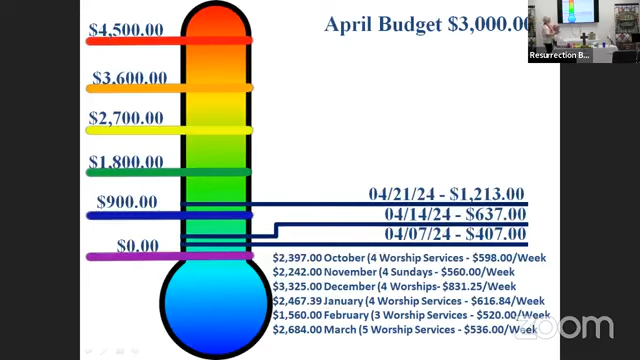 April Budget $3,000.00
Resurrection B...
$4,500.00
$3,600.00
$2,700.00
$1,800.00
$900.00
$0.00
04/21/24 - $1,213.00
04/14/24 - $637.00
04/07/24 - $407.00
$2,397.00 October (4 Worship Services - $598.00/Week
$2,242.00 November (4 Sundays - $560.00/Week
$3,325.00 December (4 Worships- $831.25/Week
$2,467.39 January (4 Worship Services - $616.84/Week
$1,560.00 February (3 Worship Services - $520.00/Week
$2,684.00 March (5 Worship Services - $536.00/Week
zoom